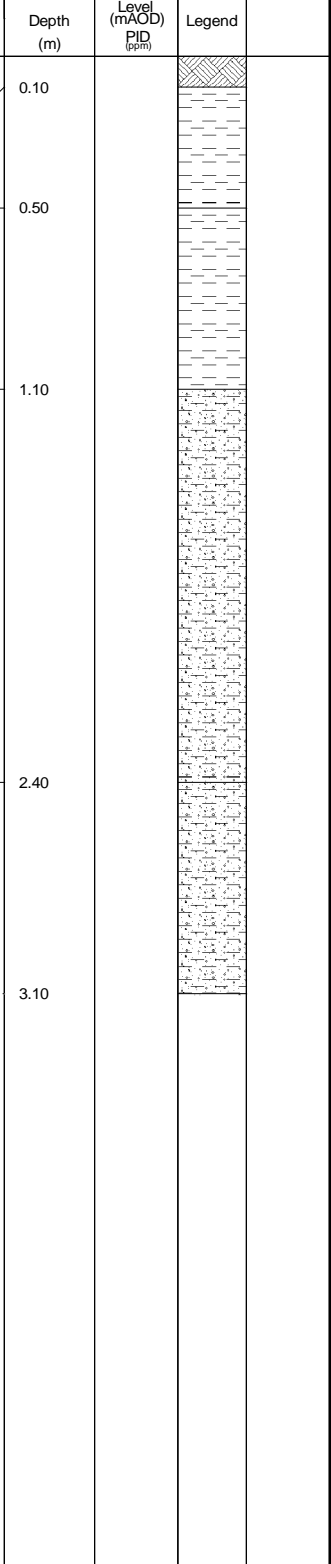 Depth
(m)
Level
(mAOD)
PID
(ppm)
Legend
0.10
0.50
1.10
2.40
3.10